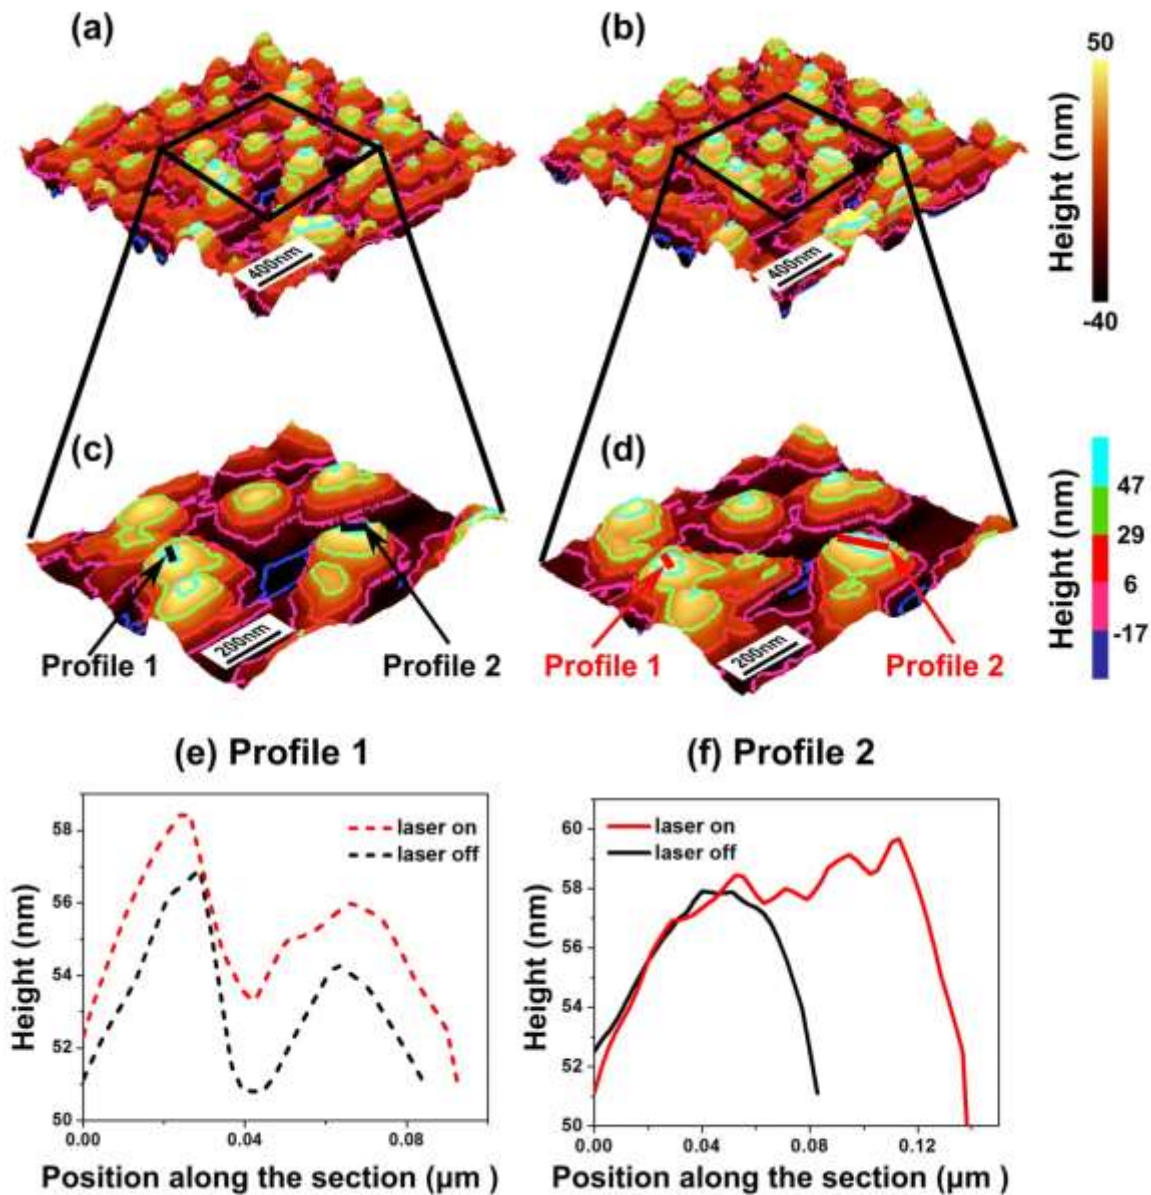 (a)
(b)
50
Height (nm)
-40
400nm
400nm
(c)
(d)
Height (nm)
47
29
6
-17
200nm
200nm
Profile 1
Profile 2
Profile 1
Profile 2
(e) Profile 1
(f) Profile 2
58
56
54
52
50
Height (nm)
laser on
laser off
0.00
0.04
0.08
Position along the section (μm )
60
58
56
54
52
50
Height (nm)
laser on
laser off
0.00
0.04
0.08
0.12
Position along the section (μm )